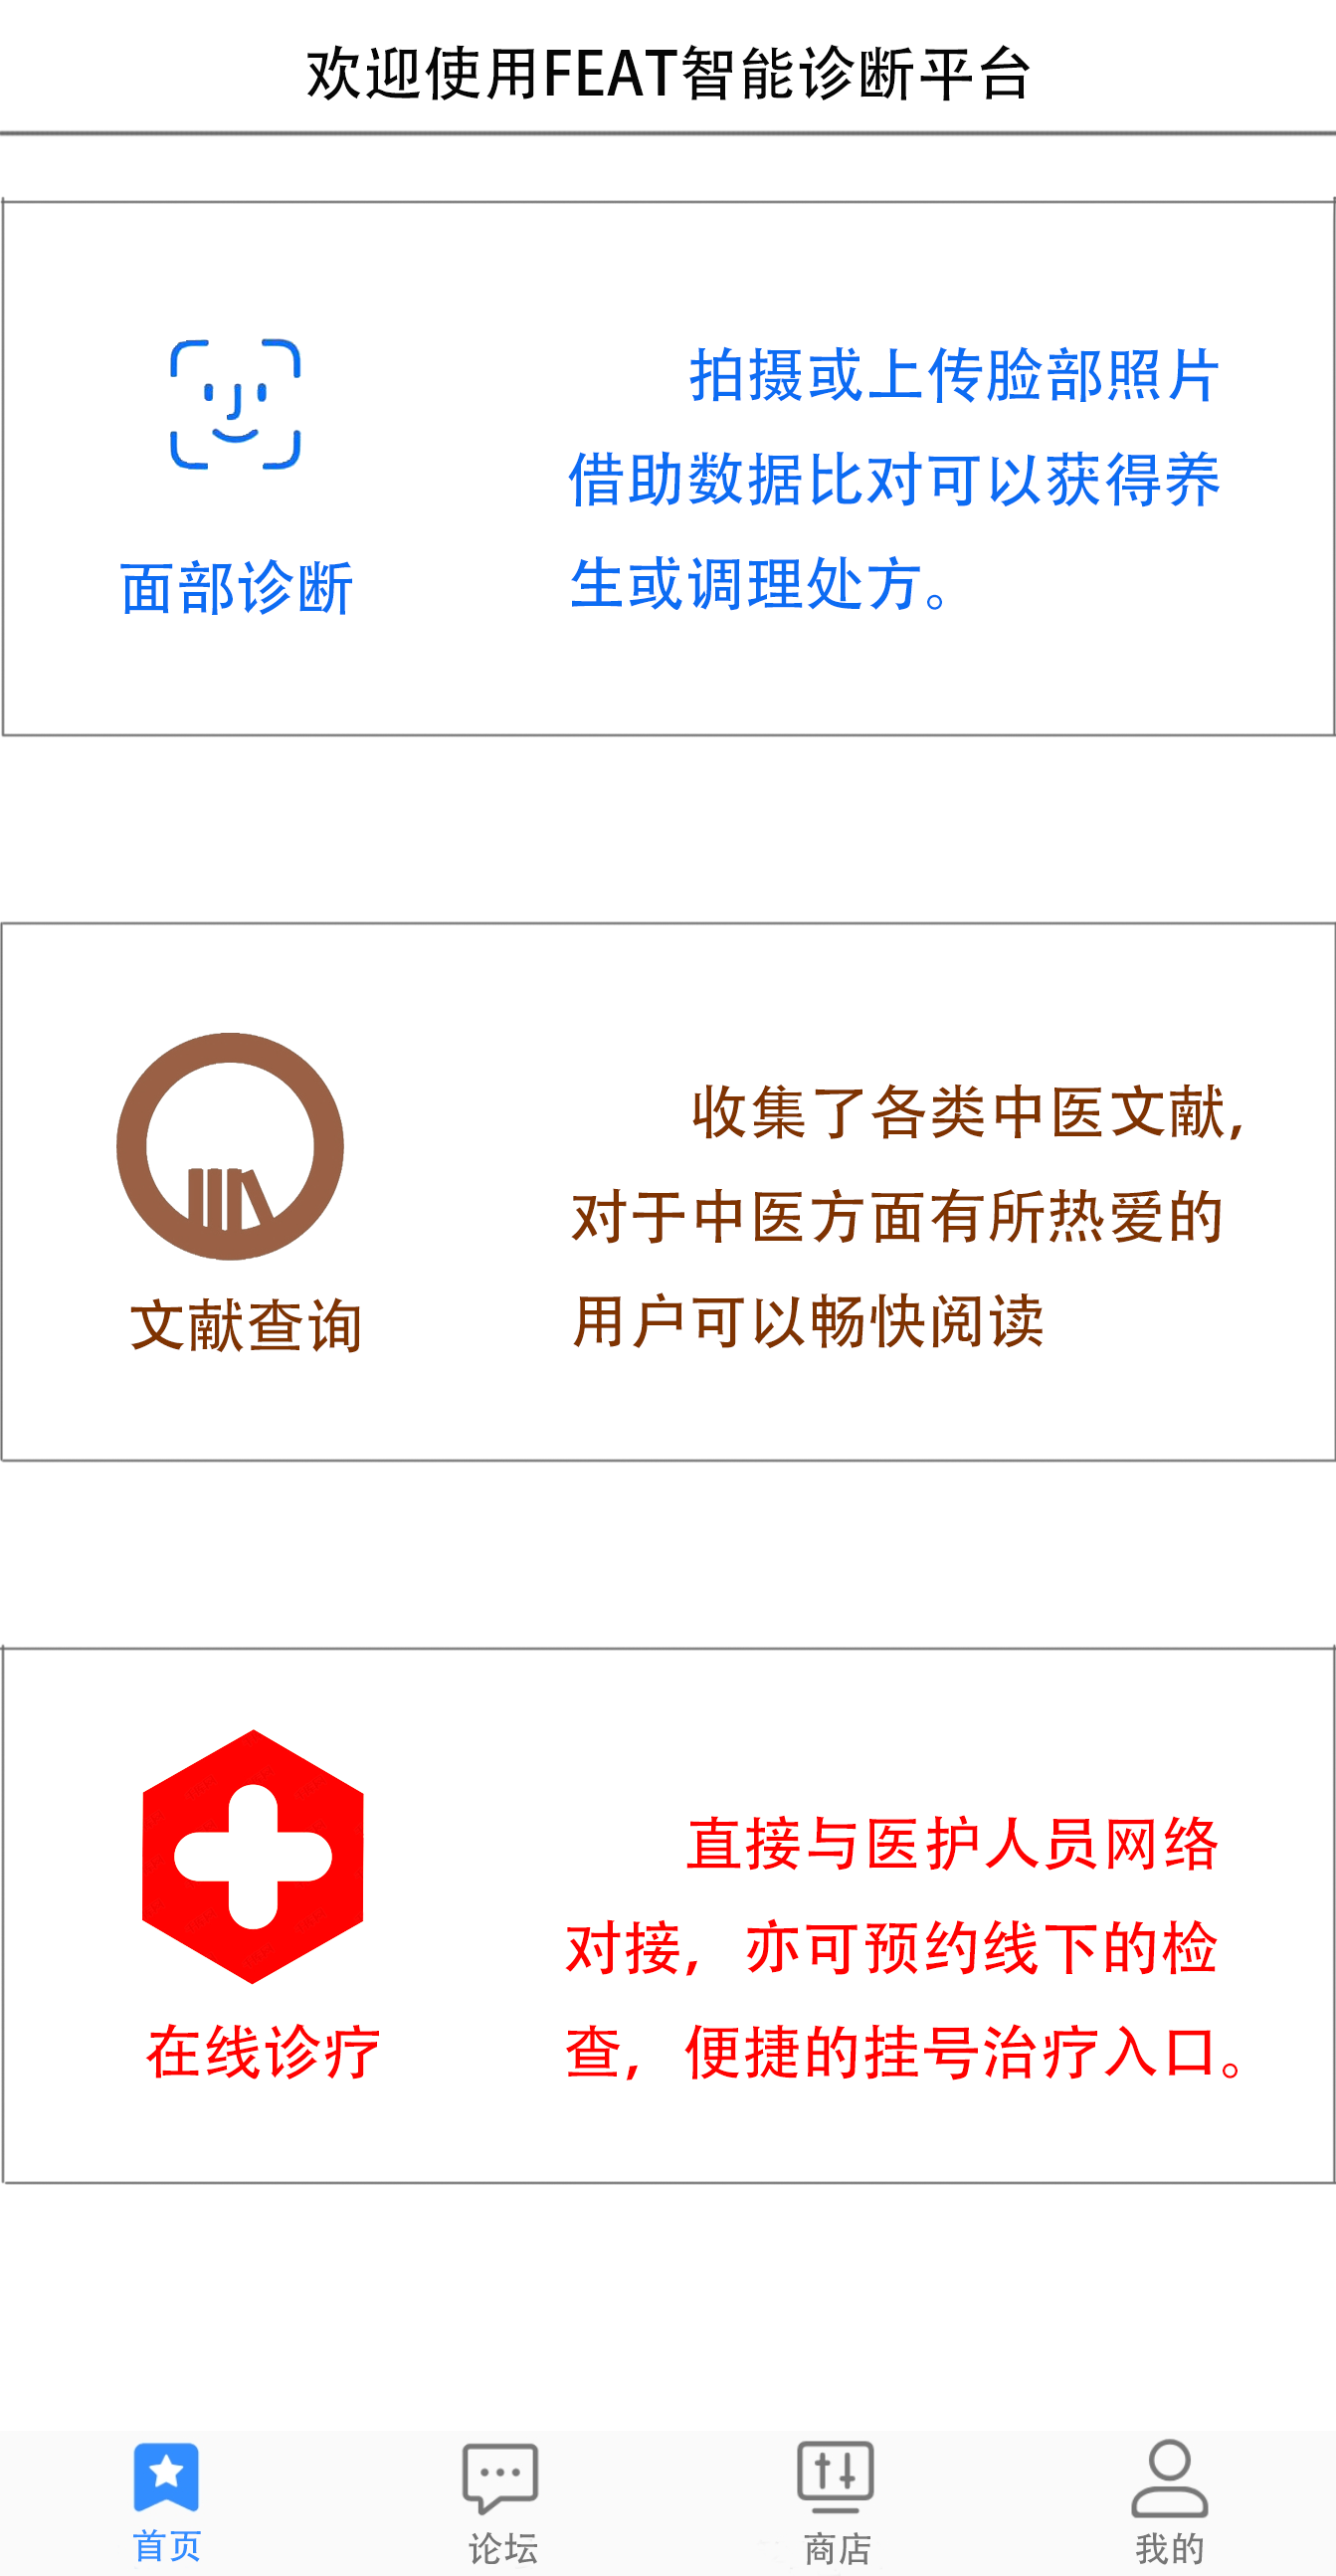 欢迎使用FEAT智能诊断平台
拍摄或上传脸部照片
借助数据比对可以获得养
生或调理处方。
面部诊断
收集了各类中医文献，
对于中医方面有所热爱的
用户可以畅快阅读
文献查询
直接与医护人员网络
对接，亦可预约线下的检
查，便捷的挂号治疗入口。
在线诊疗
首页
论坛
商店
我的